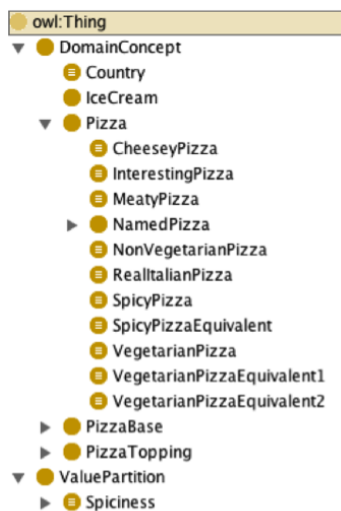 owl:Thing
DomainConcept
Country
IceCream
Pizza
CheeseyPizza
InterestingPizza
MeatyPizza
NamedPizza
NonVegetarianPizza
RealItalianPizza
SpicyPizza
SpicyPizzaEquivalent
VegetarianPizza
VegetarianPizzaEquivalent1
VegetarianPizzaEquivalent2
PizzaBase
PizzaTopping
ValuePartition
Spiciness